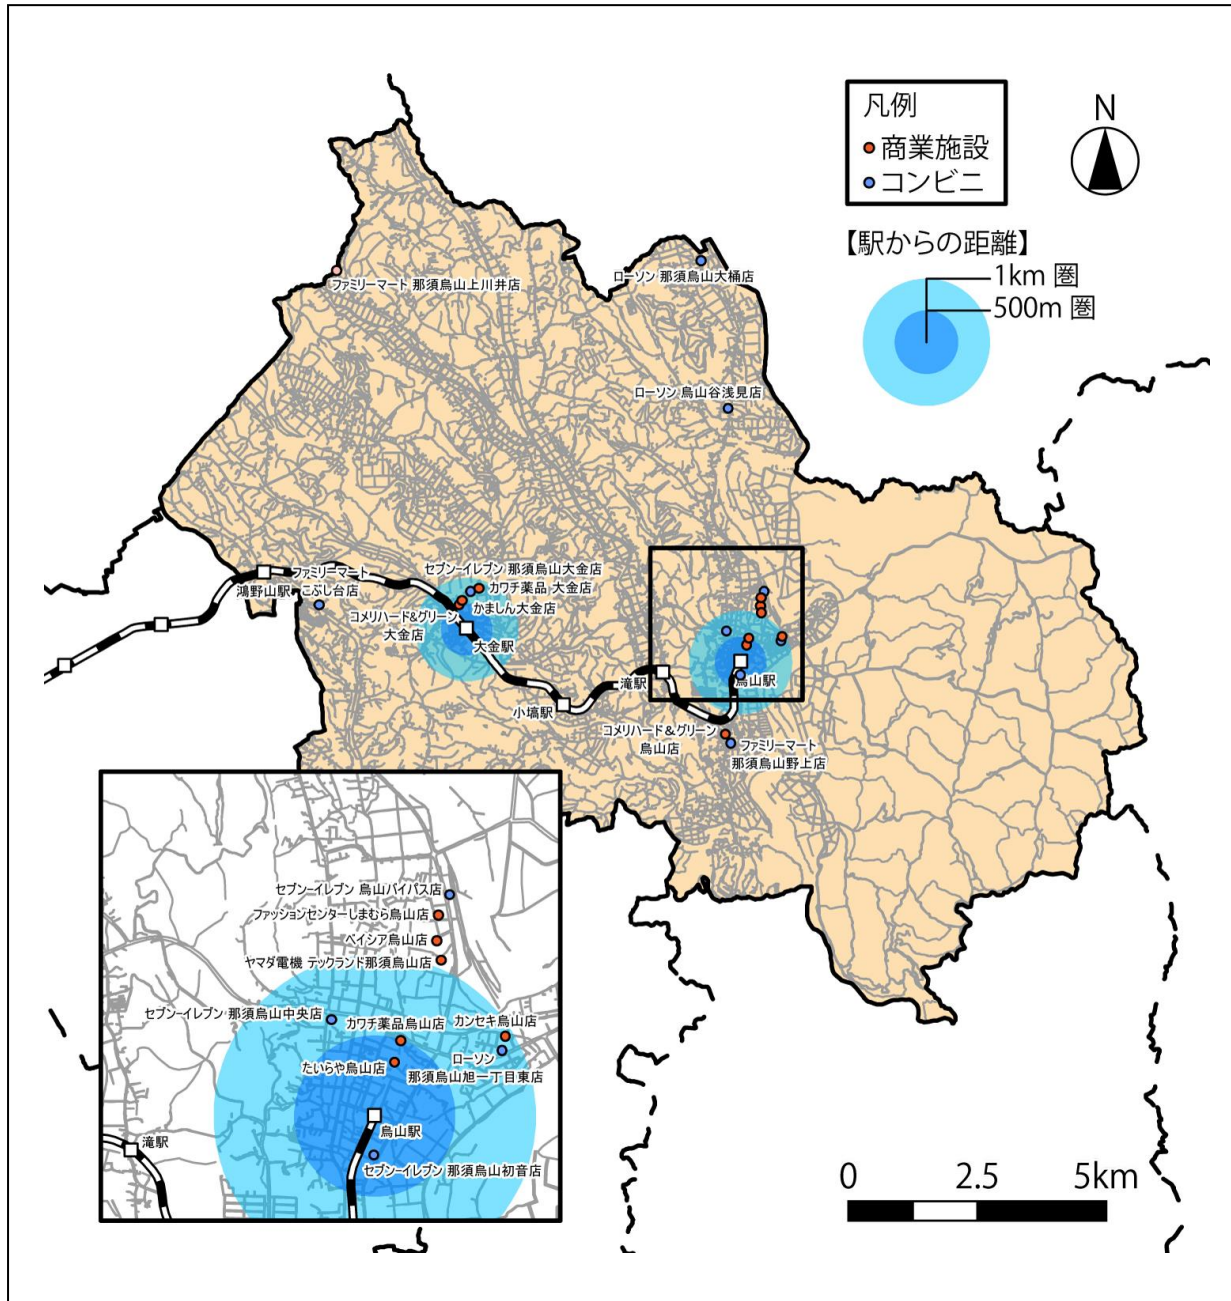 凡例
商業施設
コンビニ
N
【駅からの距離】
1km 圏
500m 圏
ローソン 那須烏山大桶店
ファミリーマート 那須烏山上川井店
ローソン 烏山谷浅見店
セブン-イレブン 那須烏山大金店
ファミリーマート
こぶし台店
鴻野山駅
カワチ薬品 大金店
かましん大金店
コメリハード&グリーン
大金店
大金駅
滝駅
烏山駅
小塙駅
コメリハード&グリーン
烏山店
ファミリーマート
那須烏山野上店
セブン-イレブン 烏山バイパス店
ファッションセンターしまむら烏山店
ベイシア烏山店
ヤマダ電機 テックランド那須烏山店
セブン-イレブン 那須烏山中央店
カワチ薬品烏山店
カンセキ烏山店
ローソン
那須烏山旭一丁目東店
たいらや烏山店
烏山駅
滝駅
セブン-イレブン 那須烏山初音店
0 2.5 5km